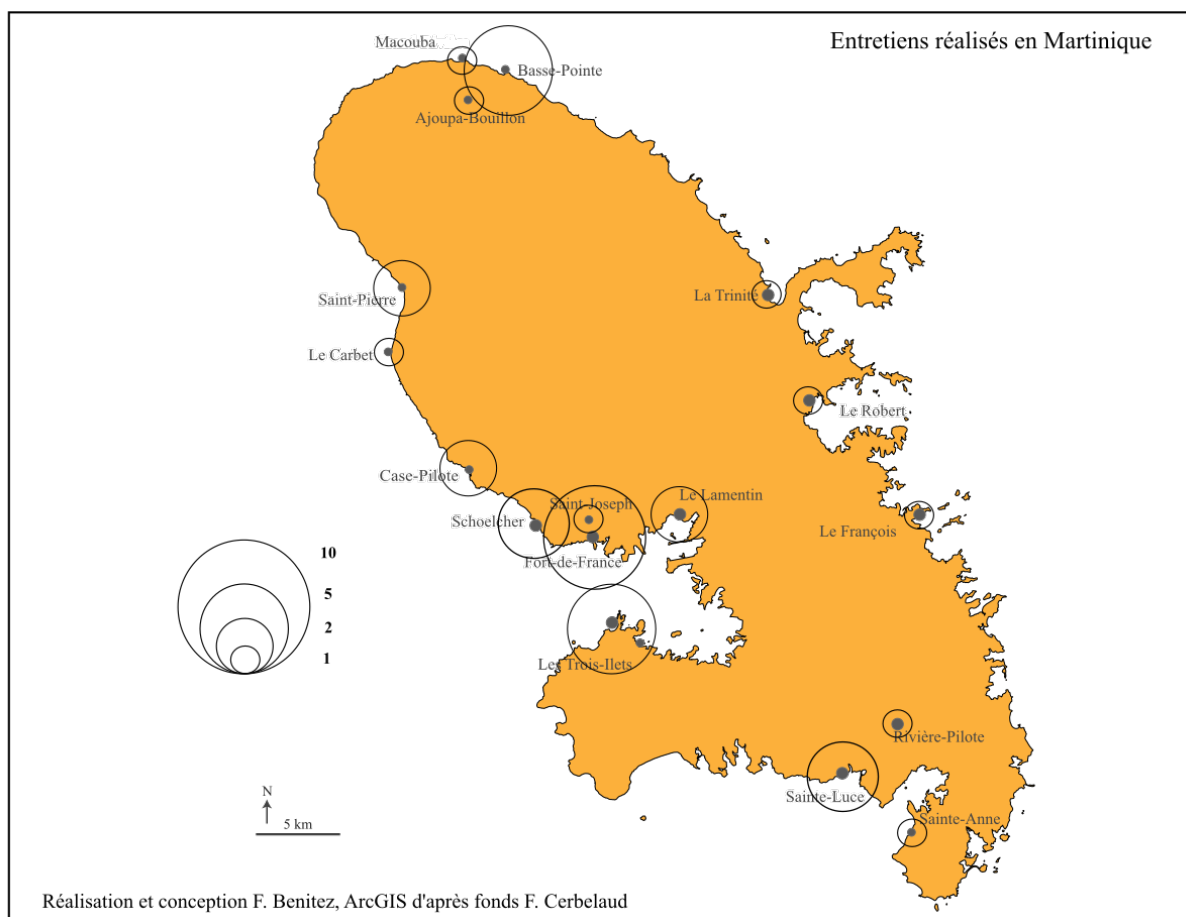 Entretiens réalisés en Martinique
Macouba
Basse-Pointe
Ajoupa-Bouillon
Saint-Pierre
La Trinité
Le Carbet
Le Robert
Case-Pilote
Le Lamentin
Saint-Joseph
Schoelcher
Le François
Fort-de-France
10
5
2
1
Les Trois-Ilets
Rivière-Pilote
Sainte-Luce
Sainte-Anne
N
5 km
Réalisation et conception F. Benitez, ArcGIS d'après fonds F. Cerbelaud